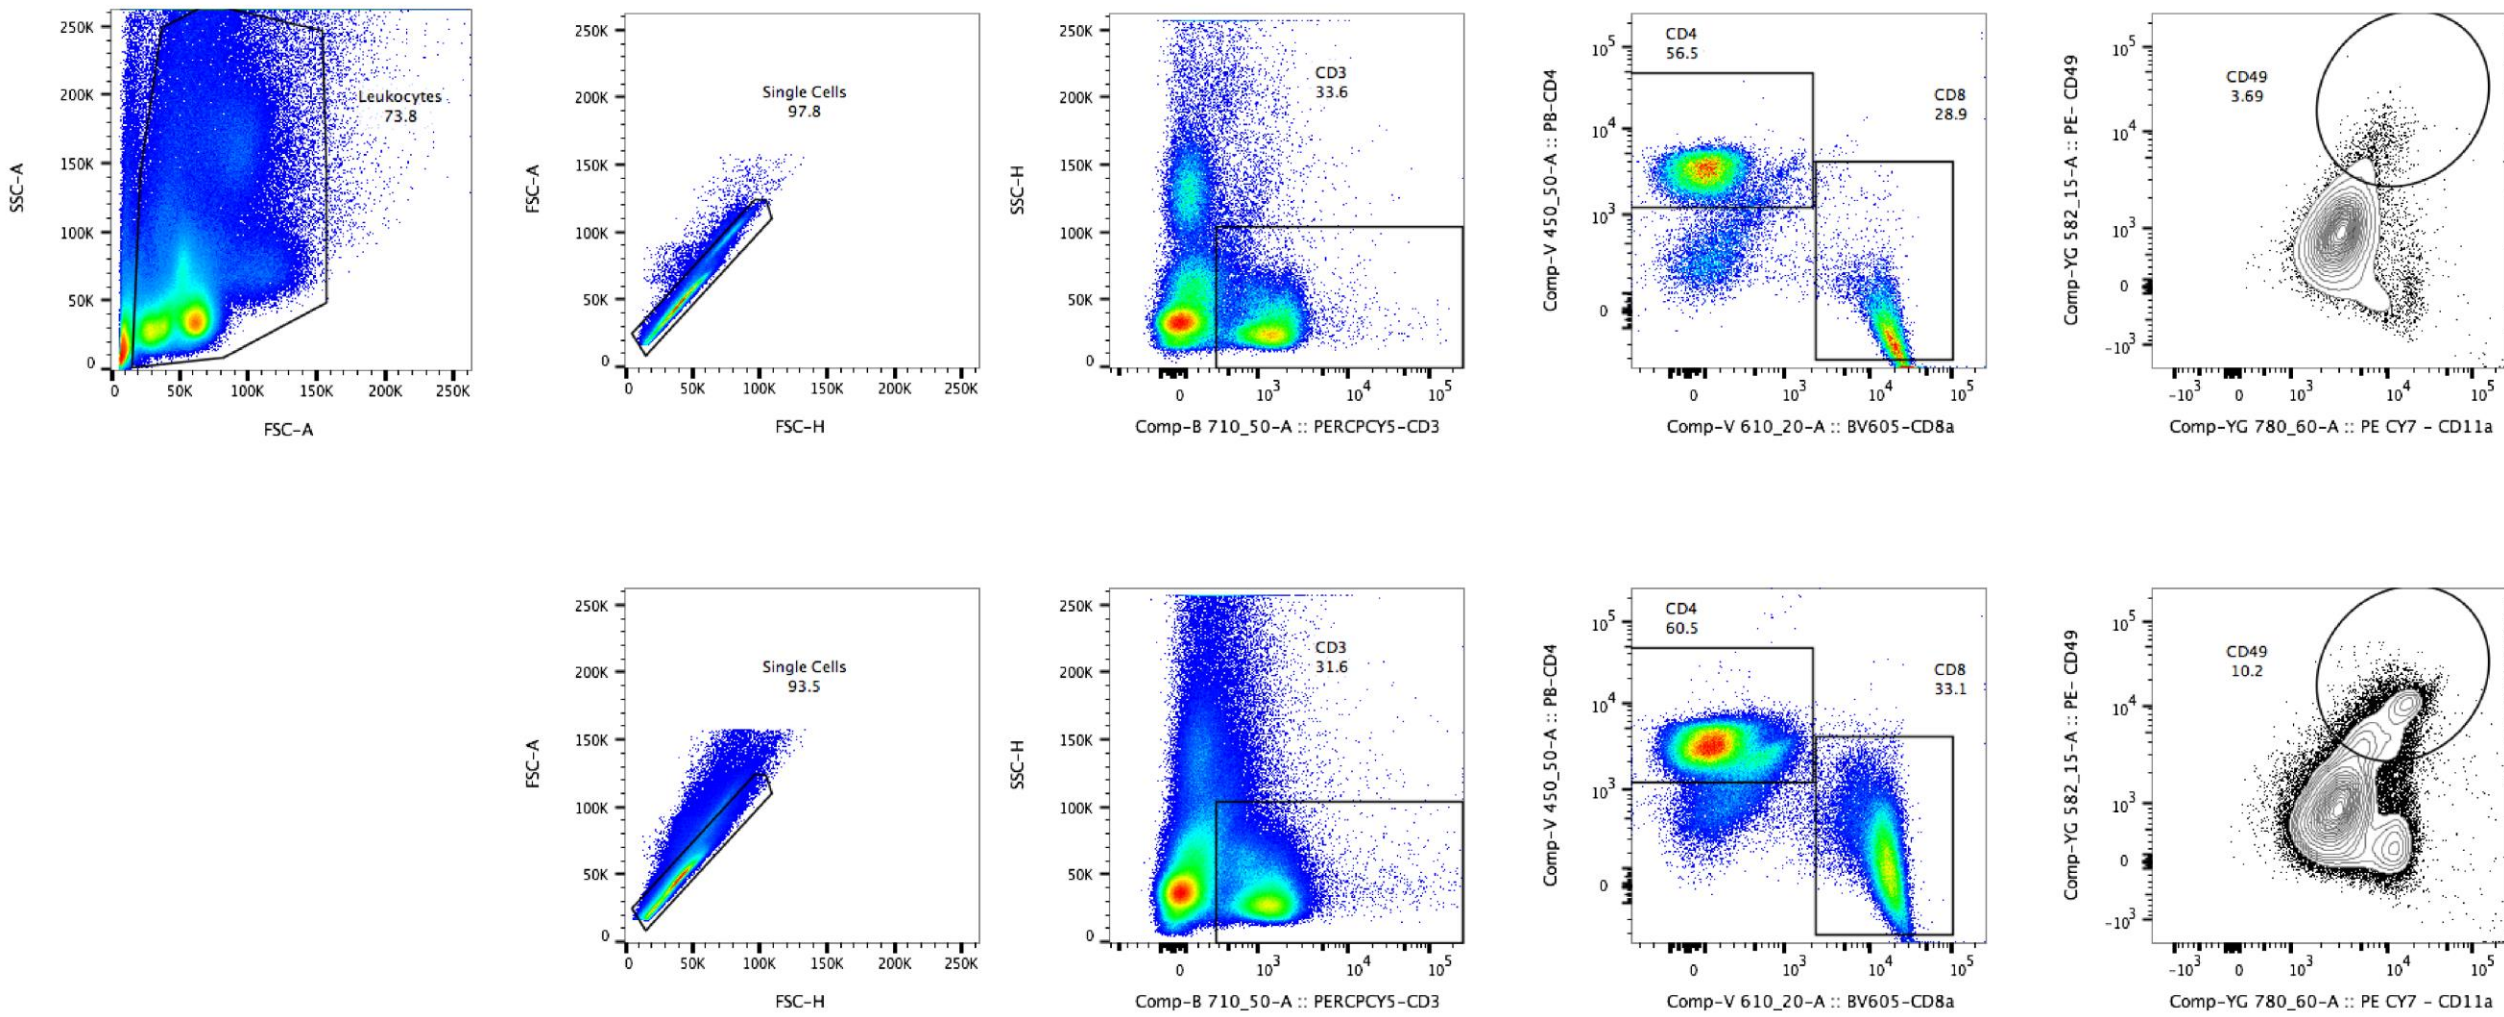 250K
200K
150K
100K
50K
0
SSC-A
Leukocytes
73.8
0
50K
100K
150K
200K
250K
FSC-A
250K
200K
150K
100K
50K
0
FSC-A
Single Cells
97.8
0
50K
100K
150K
200K
250K
FSC-H
250K
200K
150K
100K
50K
0
SSC-H
CD3
33.6
0
10^3
10^4
10^5
Comp-B 710_50-A :: PERCPCY5-CD3
10^5
10^4
10^3
0
Comp-V 450_50-A :: PB-CD4
CD4
56.5
CD8
28.9
0
10^3
10^4
10^5
Comp-V 610_20-A :: BV605-CD8a
10^5
10^4
10^3
0
-10^3
Comp-YG 582_15-A :: PE- CD49
CD49
3.69
-10^3
0
10^3
10^4
10^5
Comp-YG 780_60-A :: PE CY7 - CD11a
250K
200K
150K
100K
50K
0
FSC-A
Single Cells
93.5
0
50K
100K
150K
200K
250K
FSC-H
250K
200K
150K
100K
50K
0
SSC-H
CD3
31.6
0
10^3
10^4
10^5
Comp-B 710_50-A :: PERCPCY5-CD3
10^5
10^4
10^3
0
Comp-V 450_50-A :: PB-CD4
CD4
60.5
CD8
33.1
0
10^3
10^4
10^5
Comp-V 610_20-A :: BV605-CD8a
10^5
10^4
10^3
0
-10^3
Comp-YG 582_15-A :: PE- CD49
CD49
10.2
-10^3
0
10^3
10^4
10^5
Comp-YG 780_60-A :: PE CY7 - CD11a